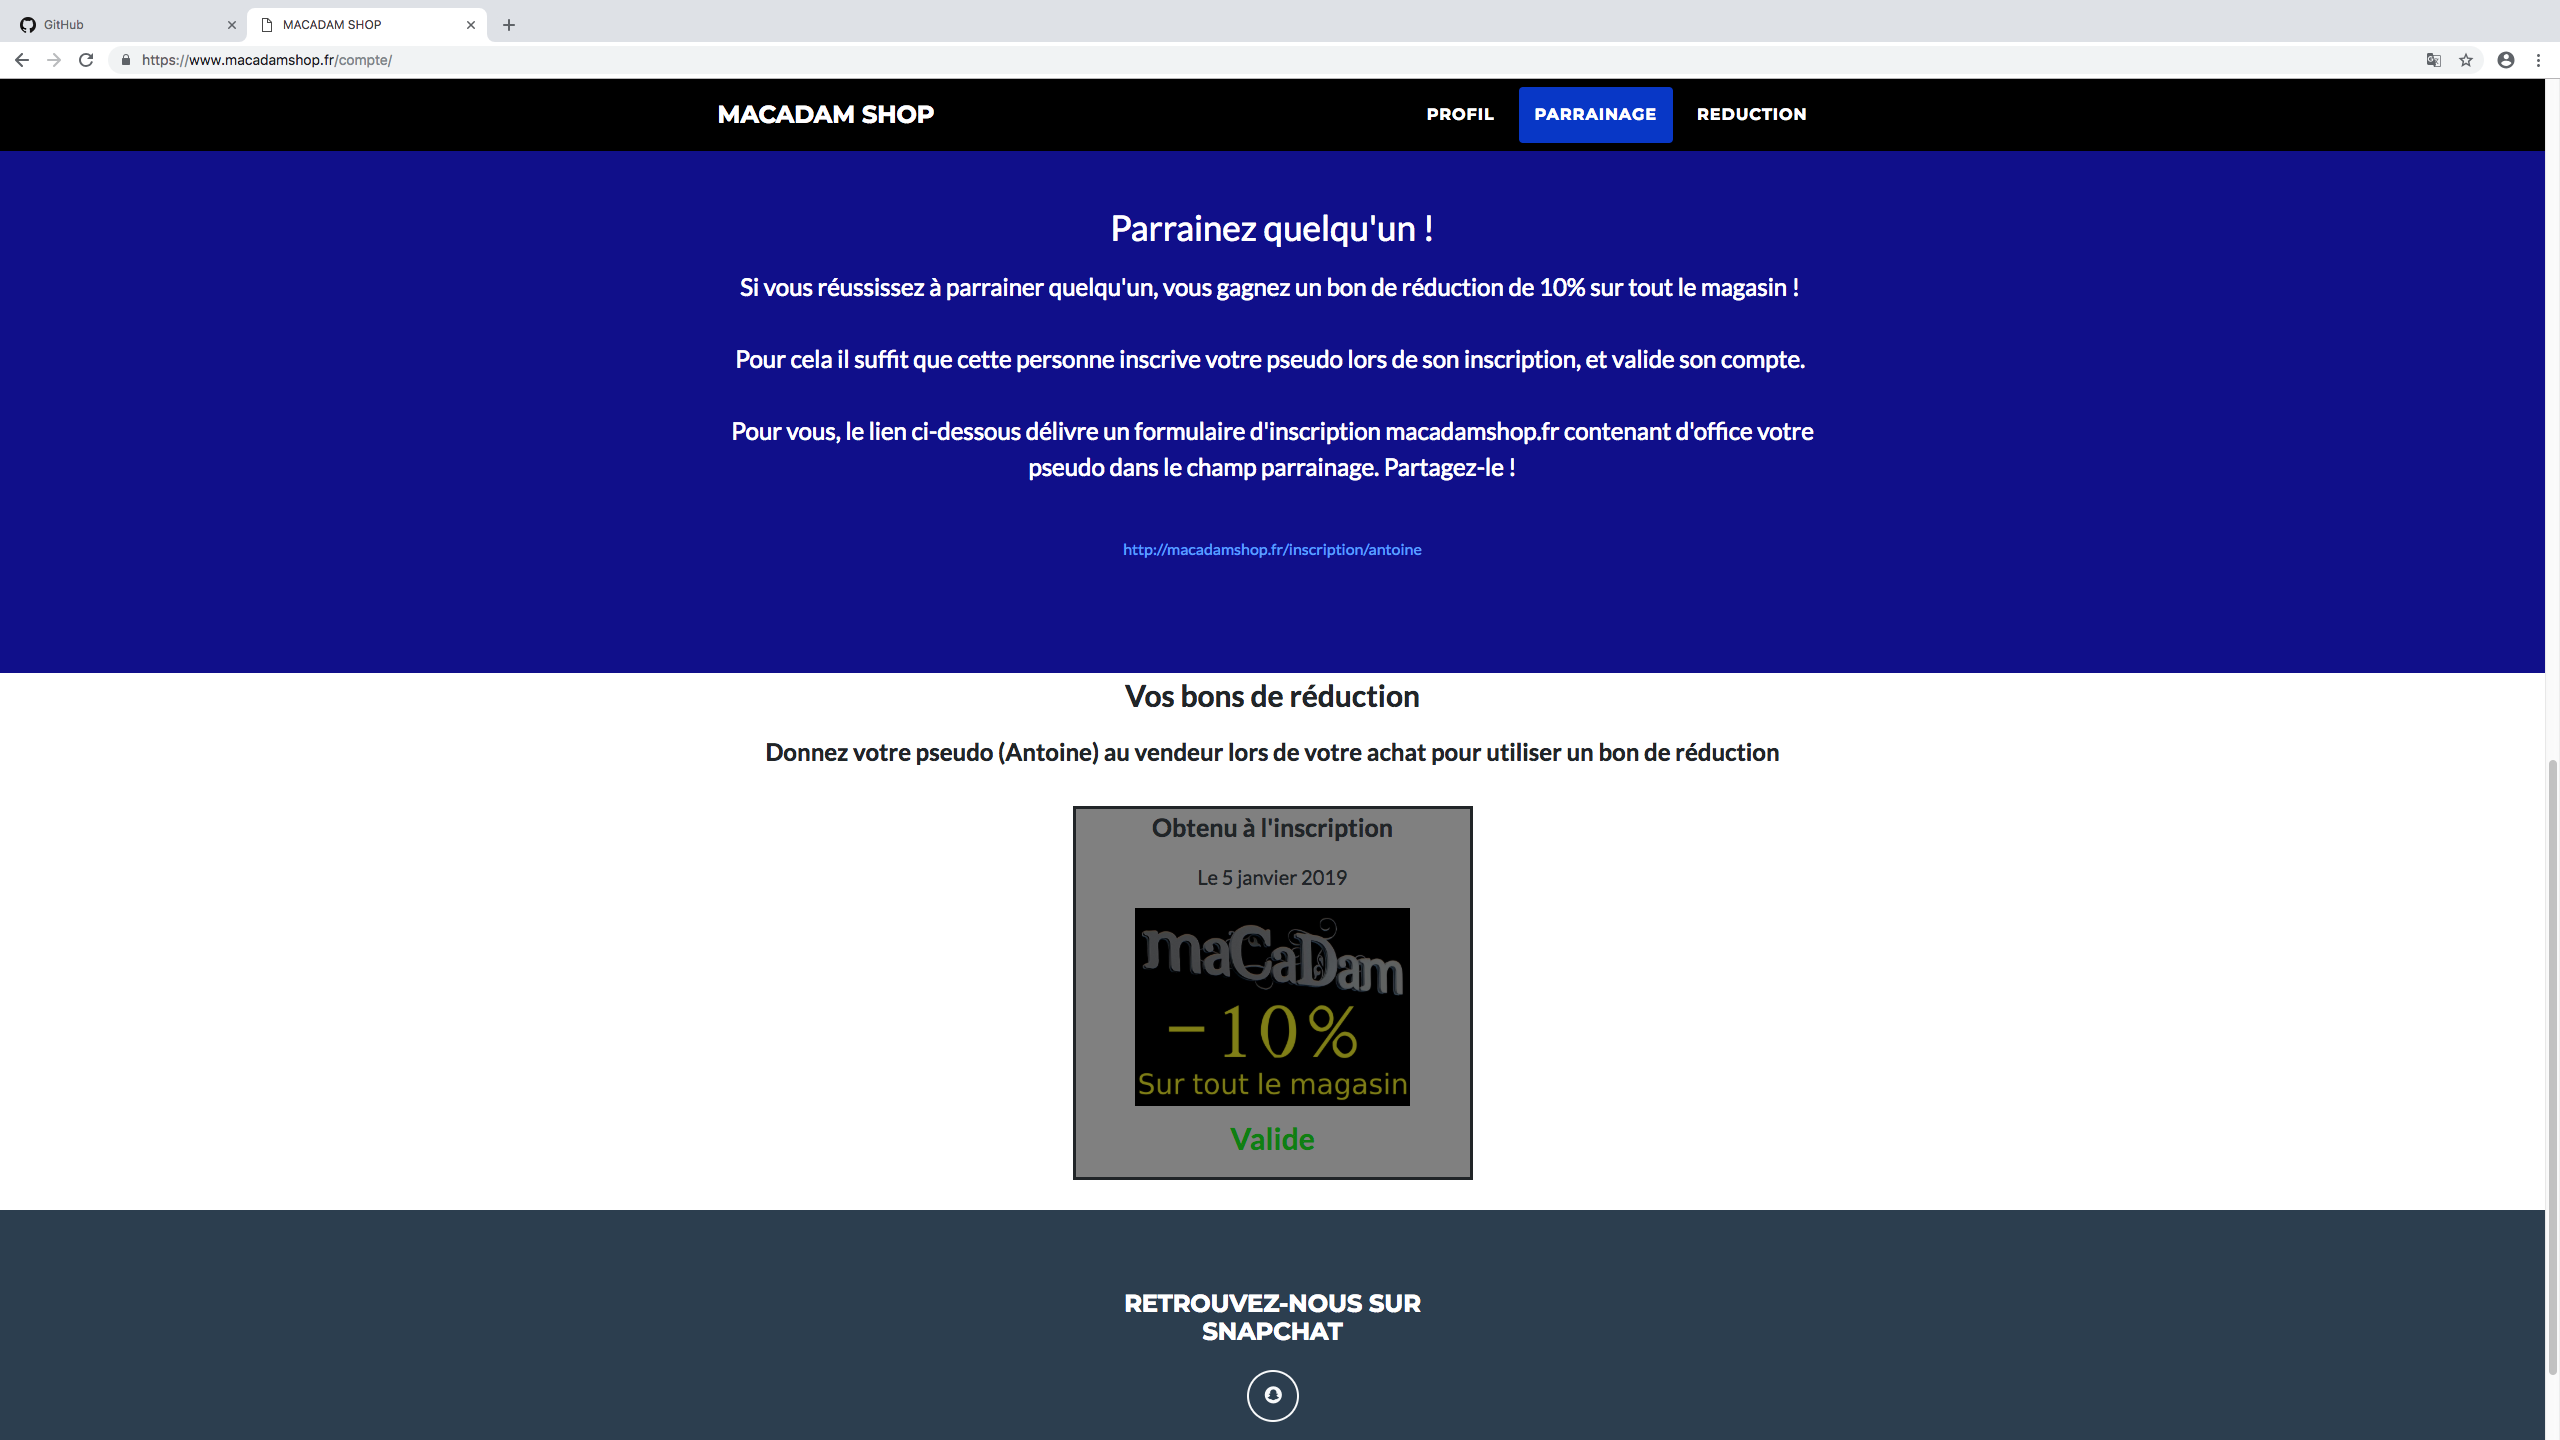 GitHub
MACADAM SHOP
https://www.macadamshop.fr/compte/
MACADAM SHOP
PROFIL
PARRAINAGE
REDUCTION
Parrainez quelqu'un !
Si vous réussissez à parrainer quelqu'un, vous gagnez un bon de réduction de 10% sur tout le magasin !
Pour cela il suffit que cette personne inscrive votre pseudo lors de son inscription, et valide son compte.
Pour vous, le lien ci-dessous délivre un formulaire d'inscription macadamshop.fr contenant d'office votre
pseudo dans le champ parrainage. Partagez-le !
http://macadamshop.fr/inscription/antoine
Vos bons de réduction
Donnez votre pseudo (Antoine) au vendeur lors de votre achat pour utiliser un bon de réduction
Obtenu à l'inscription
Le 5 janvier 2019
maCaDam
-10%
Sur tout le magasin
Valide
RETROUVEZ-NOUS SUR
SNAPCHAT